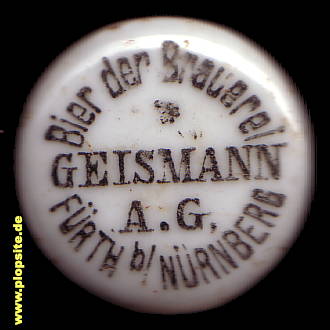 Bier der Brauerei
GEISMANN
A.G.
FÜRTH b/ NÜRNBERG
www.plopsite.de